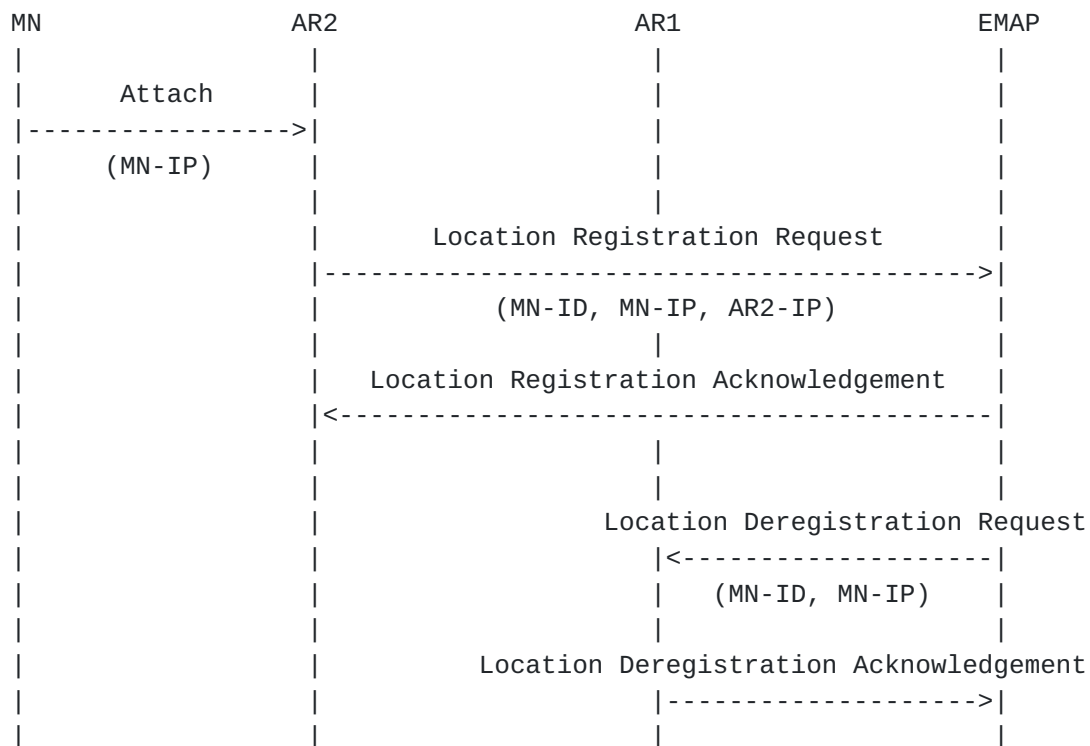 MN AR2 AR1 EMAP
Attach
(MN-IP)
Location Registration Request
(MN-ID, MN-IP, AR2-IP)
Location Registration Acknowledgement
Location Deregistration Request
(MN-ID, MN-IP)
Location Deregistration Acknowledgement